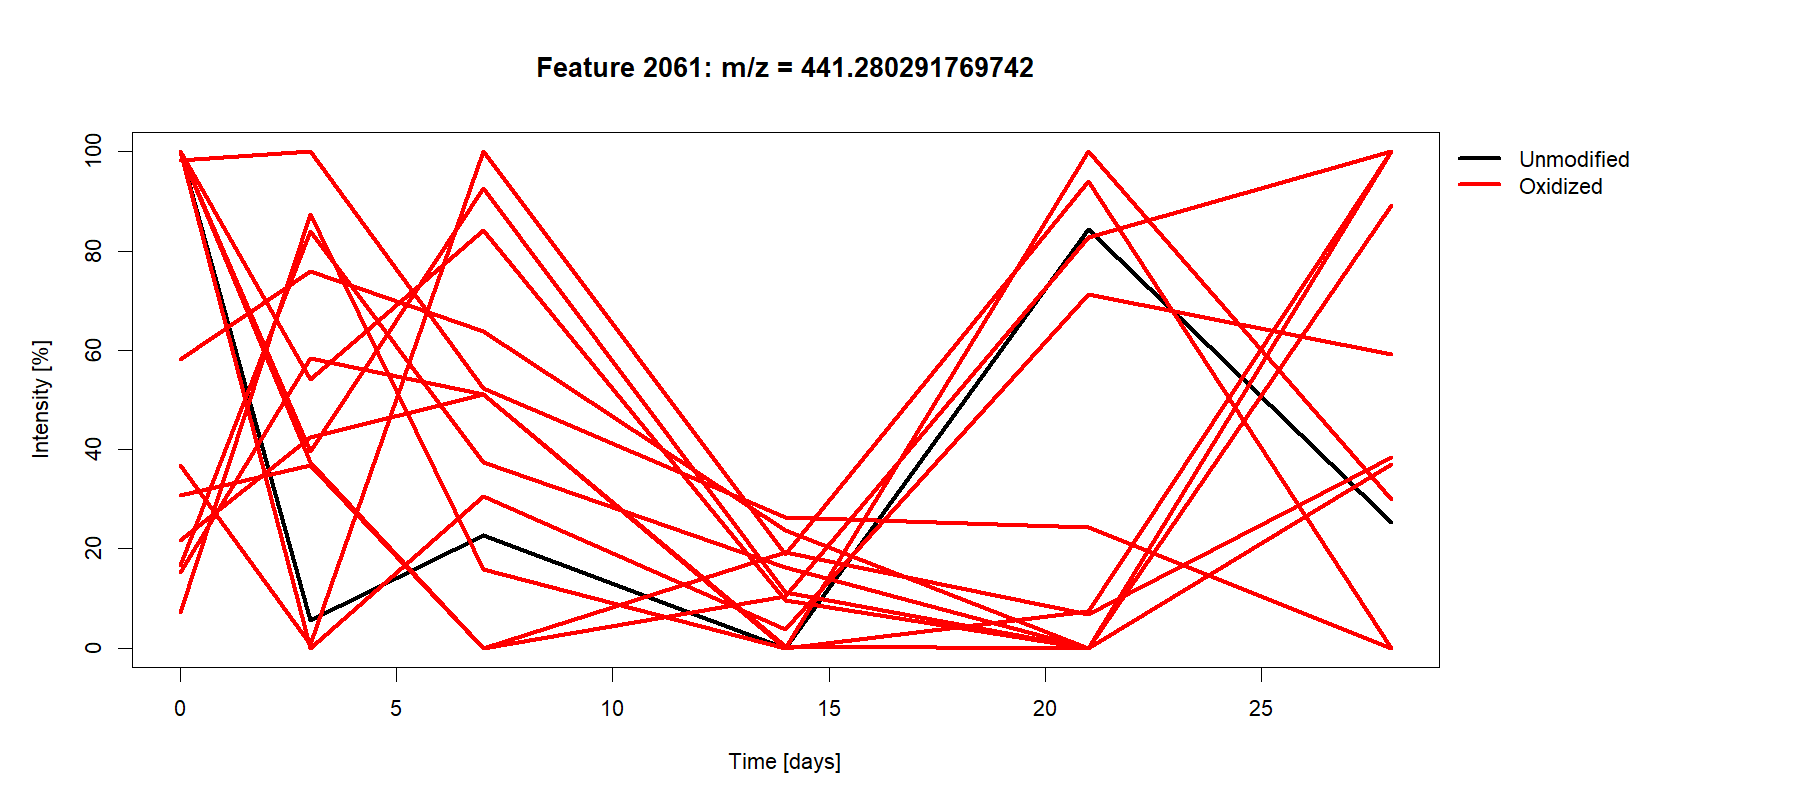 Feature 2061: m/z = 441.280291769742
Unmodified
Oxidized
Intensity [%]
100
80
60
40
20
0
0 5 10 15 20 25
Time [days]